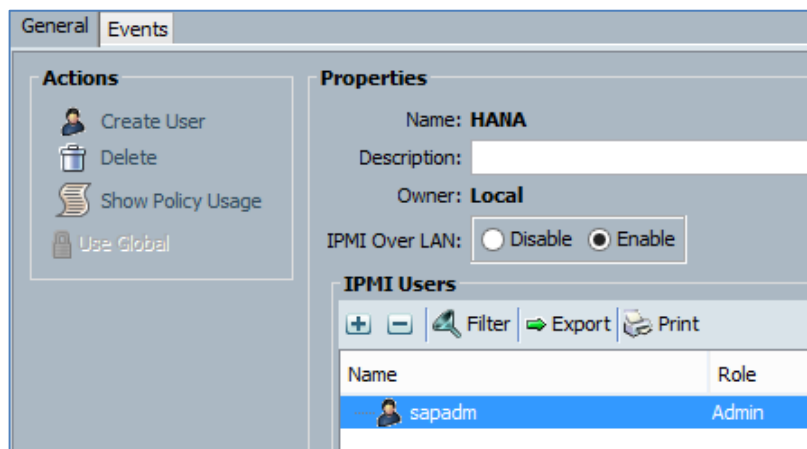 General Events
Actions
Create User
Delete
Show Policy Usage
Use Global
Properties
Name: HANA
Description:
Owner: Local
IPMI Over LAN: Disable Enable
IPMI Users
Filter Export Print
Name Role
sapadm Admin